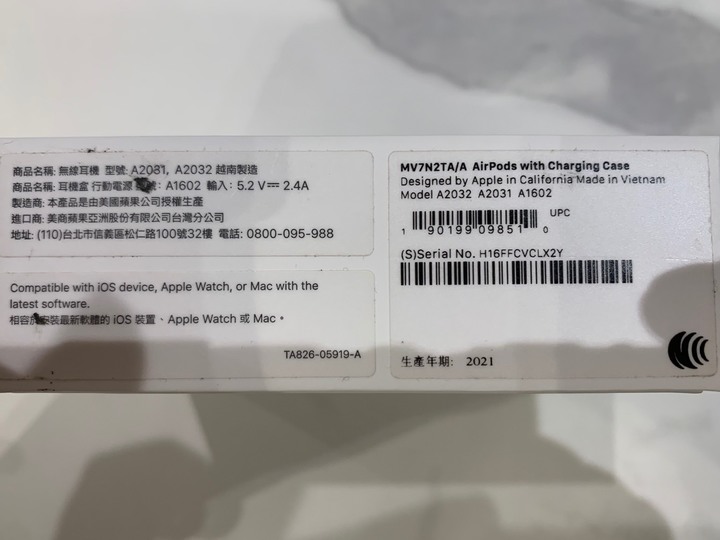 商品名稱: 無線耳機 型號: A2031, A2032 越南製造
商品名稱: 耳機盒 行動電源 號: A1602 輸入: 5.2 V⎓ 2.4A
製造商: 本產品是由美國蘋果公司授權生產
進口商: 美商蘋果亞洲股份有限公司台灣分公司
地址: (110)台北市信義區松仁路100號32樓 電話: 0800-095-988
Compatible with iOS device, Apple Watch, or Mac with the
latest software.
相容於安裝最新軟體的 iOS 裝置、Apple Watch 或 Mac。
TA826-05919-A
MV7N2TA/A AirPods with Charging Case
Designed by Apple in California Made in Vietnam
Model A2032 A2031 A1602
UPC
1 90199 09851 0
(S)Serial No. H16FFCVCLX2Y
生產年期: 2021